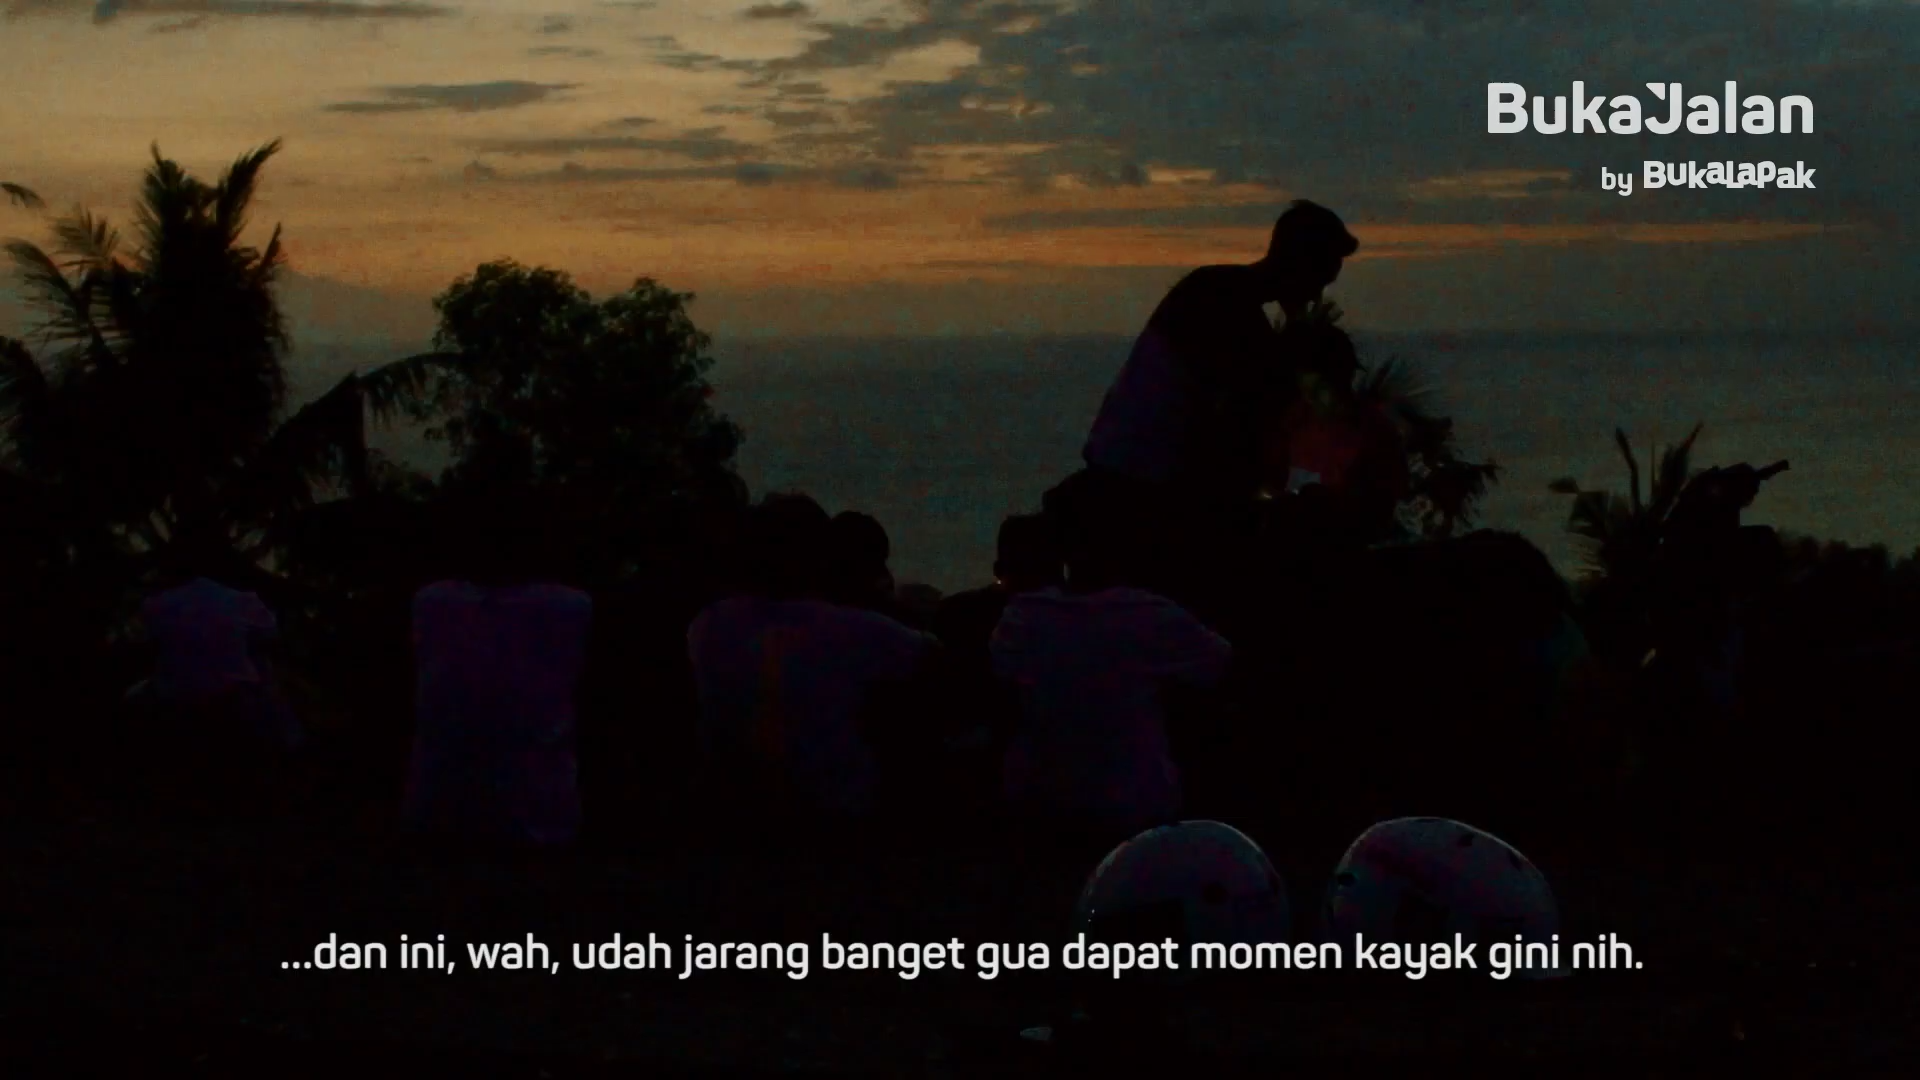 BukaJalan
by BukaLapak
...dan ini, wah, udah jarang banget gua dapat momen kayak gini nih.